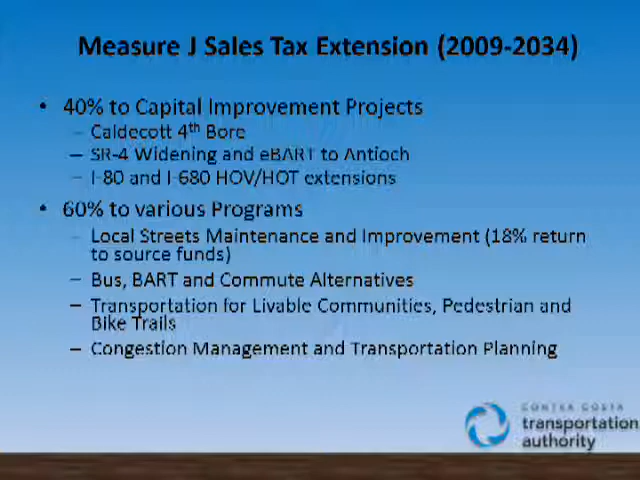 Measure J Sales Tax Extension (2009-2034)
• 40% to Capital Improvement Projects
– Caldecott 4th Bore
– SR-4 Widening and eBART to Antioch
– I-80 and I-680 HOV/HOT extensions
• 60% to various Programs
– Local Streets Maintenance and Improvement (18% return
to source funds)
– Bus, BART and Commute Alternatives
– Transportation for Livable Communities, Pedestrian and
Bike Trails
– Congestion Management and Transportation Planning
CONTRA COSTA
transportation
authority